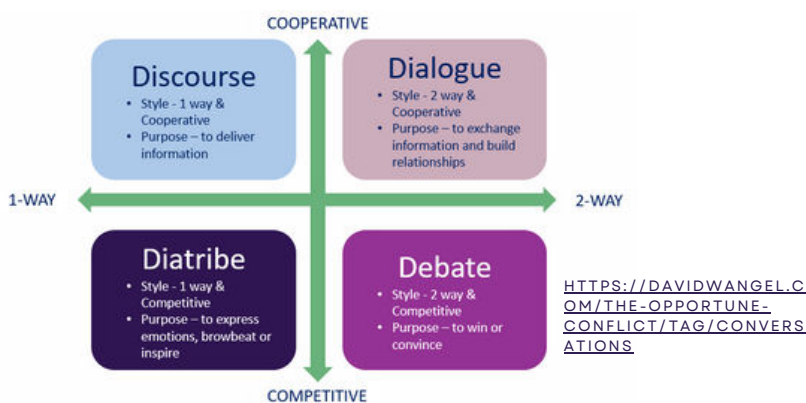 COOPERATIVE
Discourse
• Style - 1 way &
Cooperative
• Purpose – to deliver
information
Dialogue
• Style - 2 way &
Cooperative
• Purpose – to exchange
information and build
relationships
1-WAY
2-WAY
Diatribe
• Style - 1 way &
Competitive
• Purpose – to express
emotions, browbeat or
inspire
Debate
• Style - 2 way &
Competitive
• Purpose – to win or
convince
HTTPS://DAVIDWANGEL.C
OM/THE-OPPORTUNE-
CONFLICT/TAG/CONVERS
ATIONS
COMPETITIVE